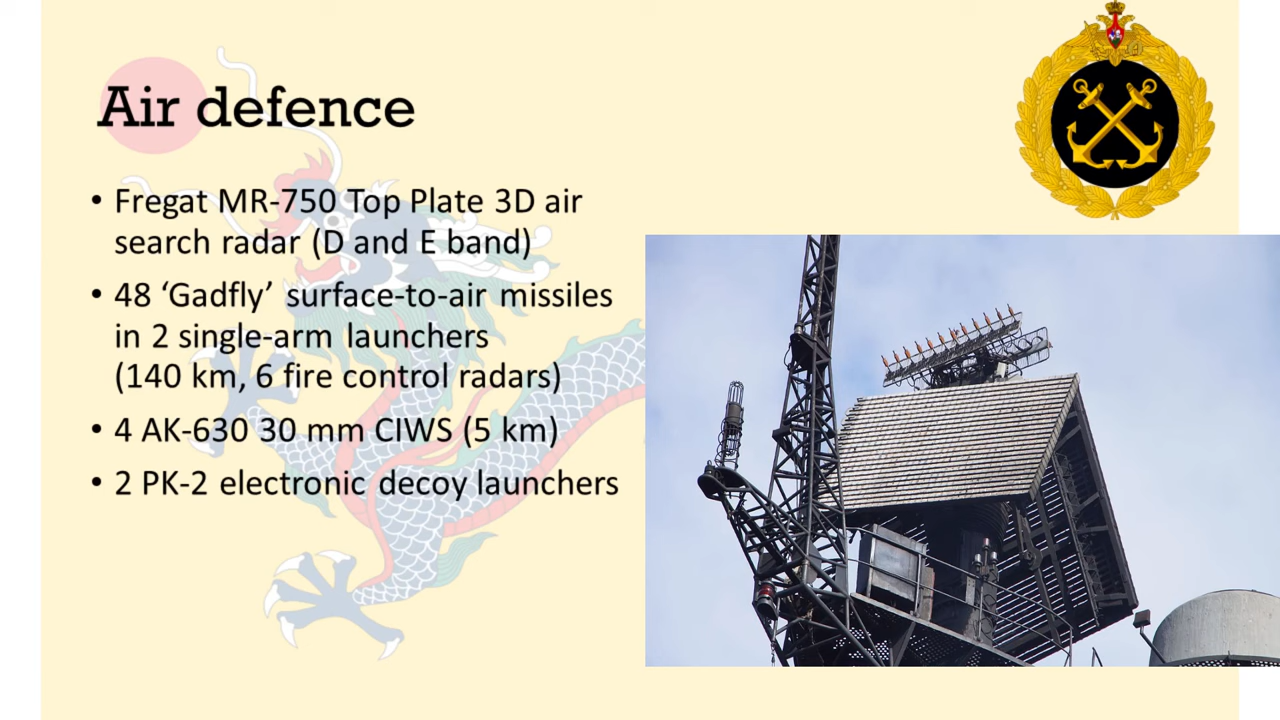 Air defence
• Fregat MR-750 Top Plate 3D air
search radar (D and E band)
• 48 ‘Gadfly’ surface-to-air missiles
in 2 single-arm launchers
(140 km, 6 fire control radars)
• 4 AK-630 30 mm CIWS (5 km)
• 2 PK-2 electronic decoy launchers